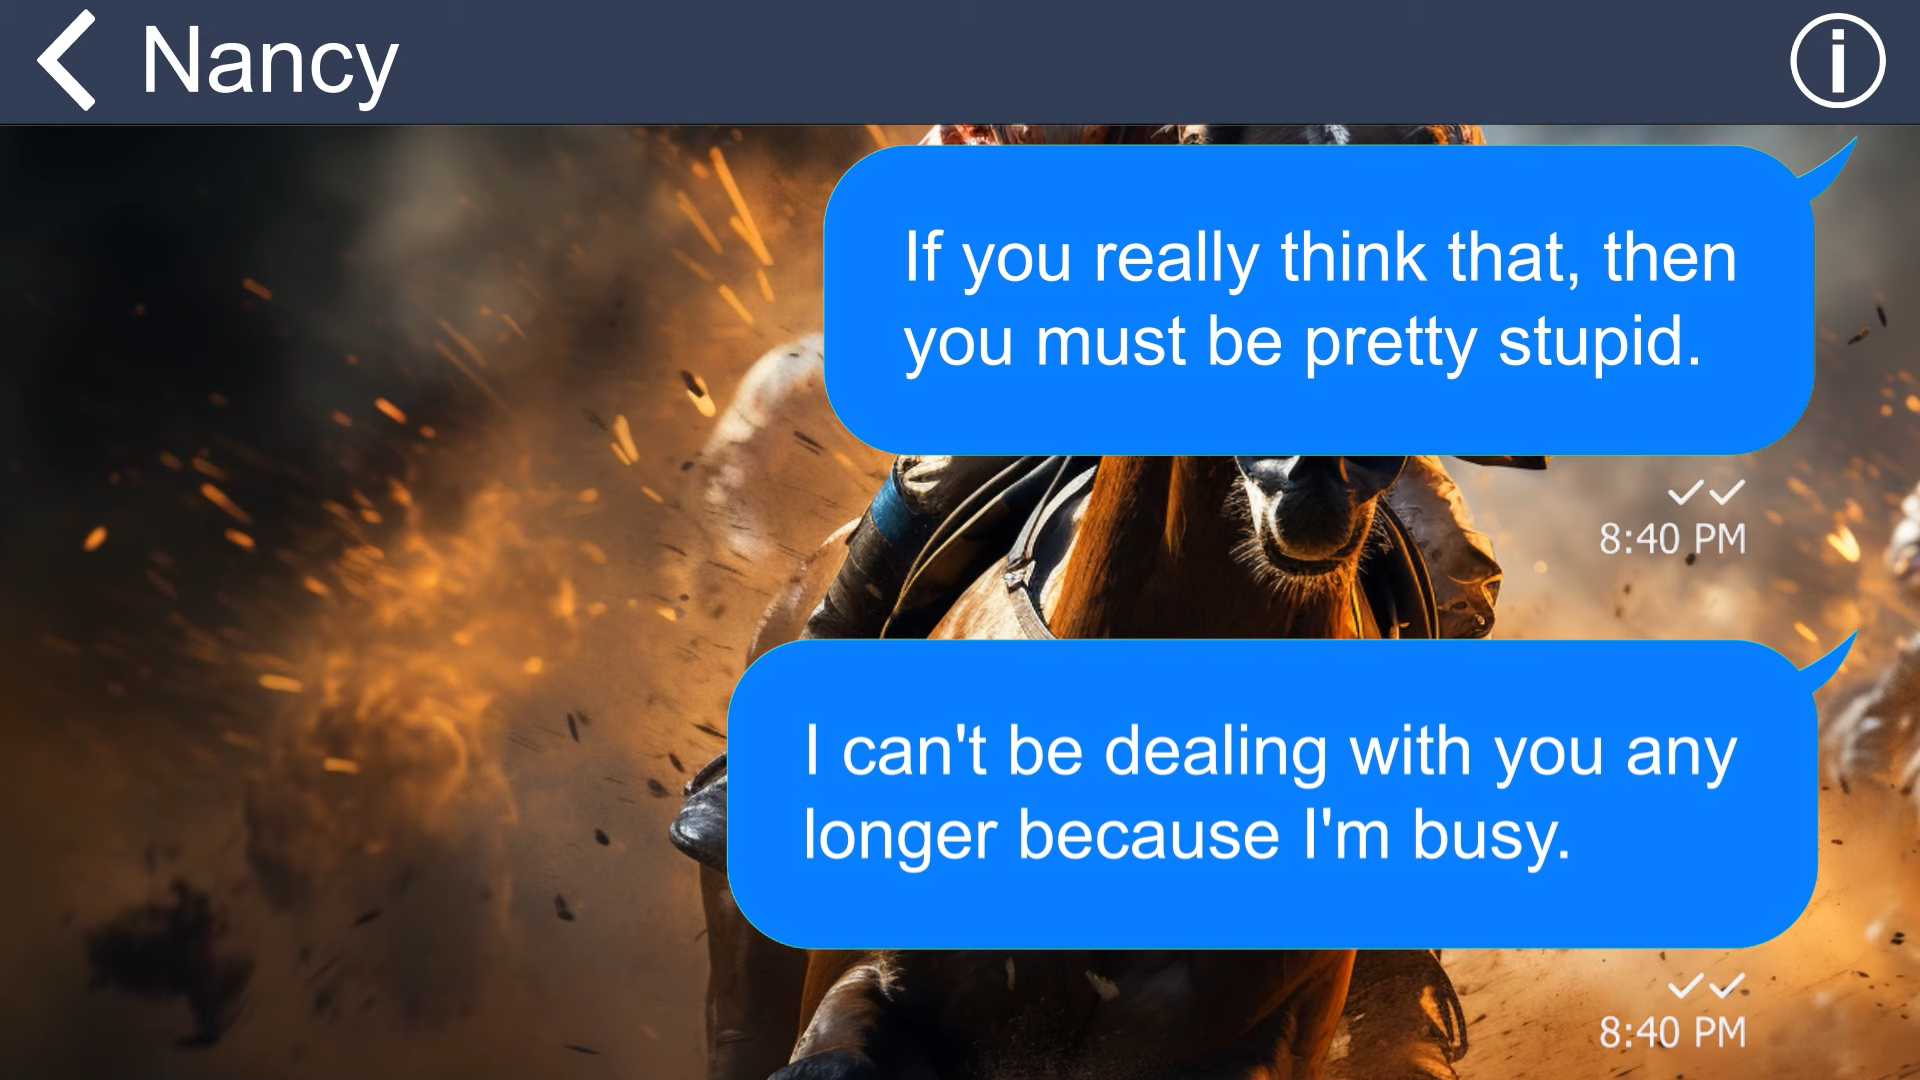 Nancy
If you really think that, then
you must be pretty stupid.
8:40 PM
I can't be dealing with you any
longer because I'm busy.
8:40 PM